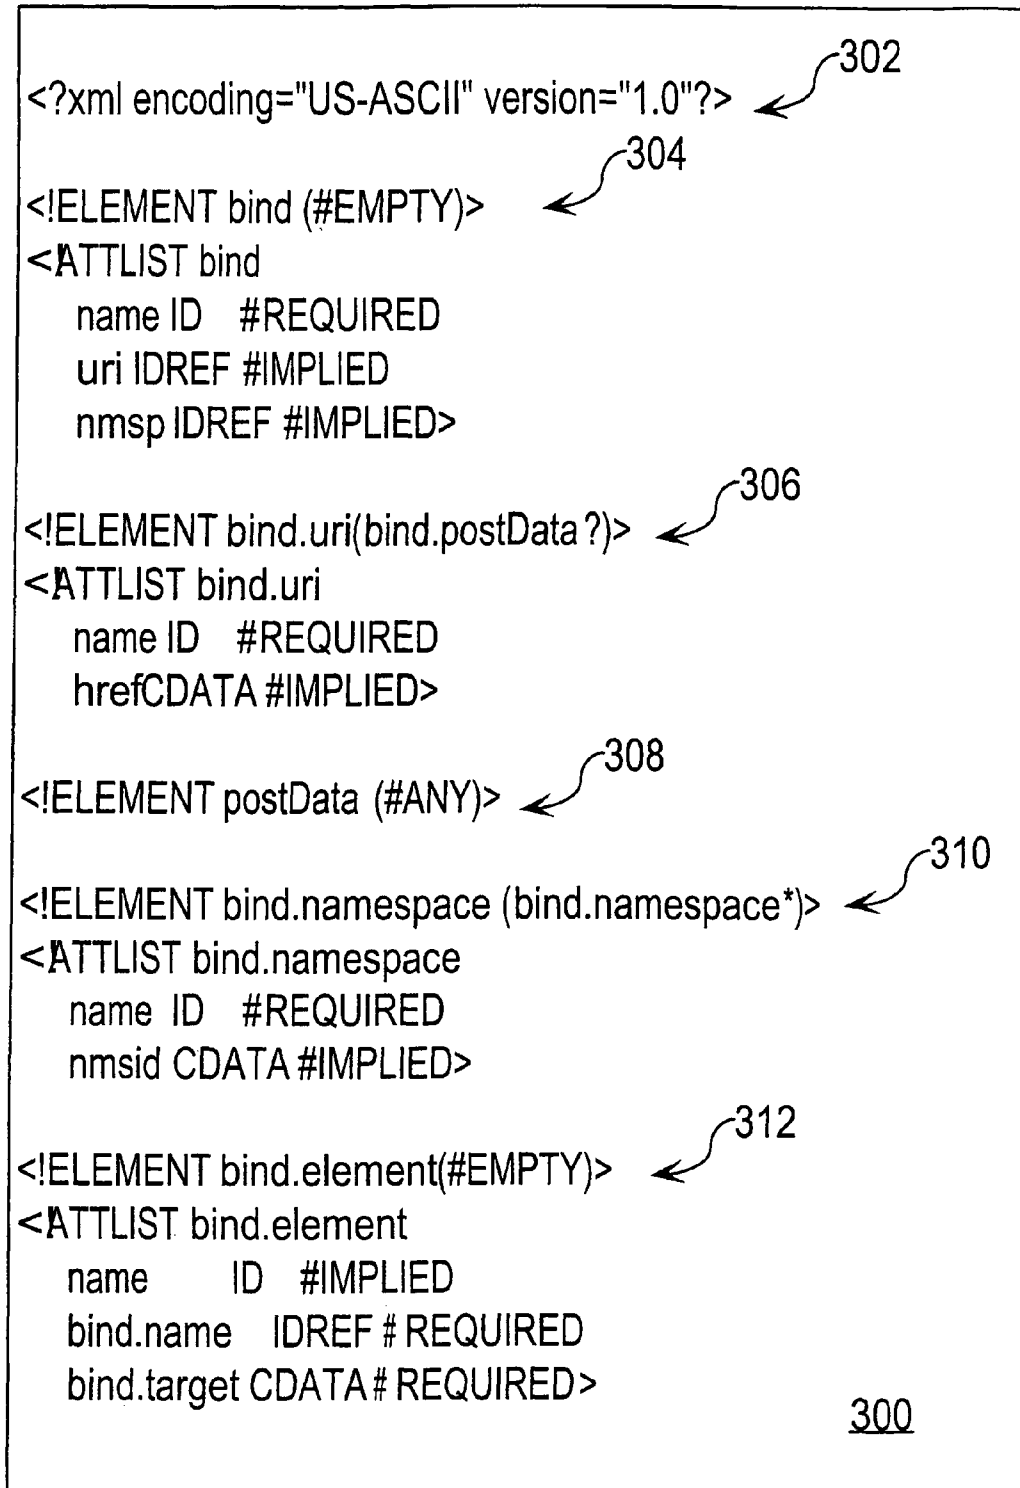 302
<?xml encoding="US-ASCII" version="1.0"?>
304
<!ELEMENT bind (#EMPTY)>
<!ATTLIST bind
name ID #REQUIRED
uri IDREF #IMPLIED
nmsp IDREF #IMPLIED>
306
<!ELEMENT bind.uri(bind.postData?)>
<!ATTLIST bind.uri
name ID #REQUIRED
hrefCDATA #IMPLIED>
308
<!ELEMENT postData (#ANY)>
310
<!ELEMENT bind.namespace (bind.namespace*)>
<!ATTLIST bind.namespace
name ID #REQUIRED
nmsid CDATA #IMPLIED>
312
<!ELEMENT bind.element(#EMPTY)>
<!ATTLIST bind.element
name ID #IMPLIED
bind.name IDREF # REQUIRED
bind.target CDATA # REQUIRED>
300